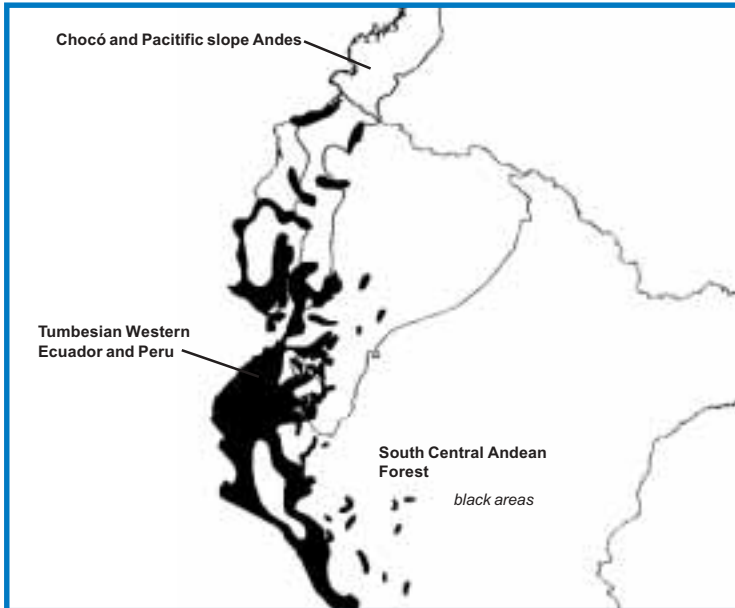 Chocó and Pacitific slope Andes
Tumbesian Western
Ecuador and Peru
South Central Andean
Forest
black areas